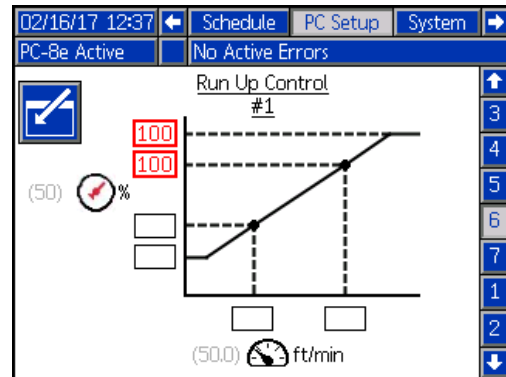 02/16/17 12:37 Schedule PC Setup System
PC-8e Active No Active Errors
Run Up Control
#1
100
100
(50) %
(50.0) ft/min
3
4
5
6
7
1
2